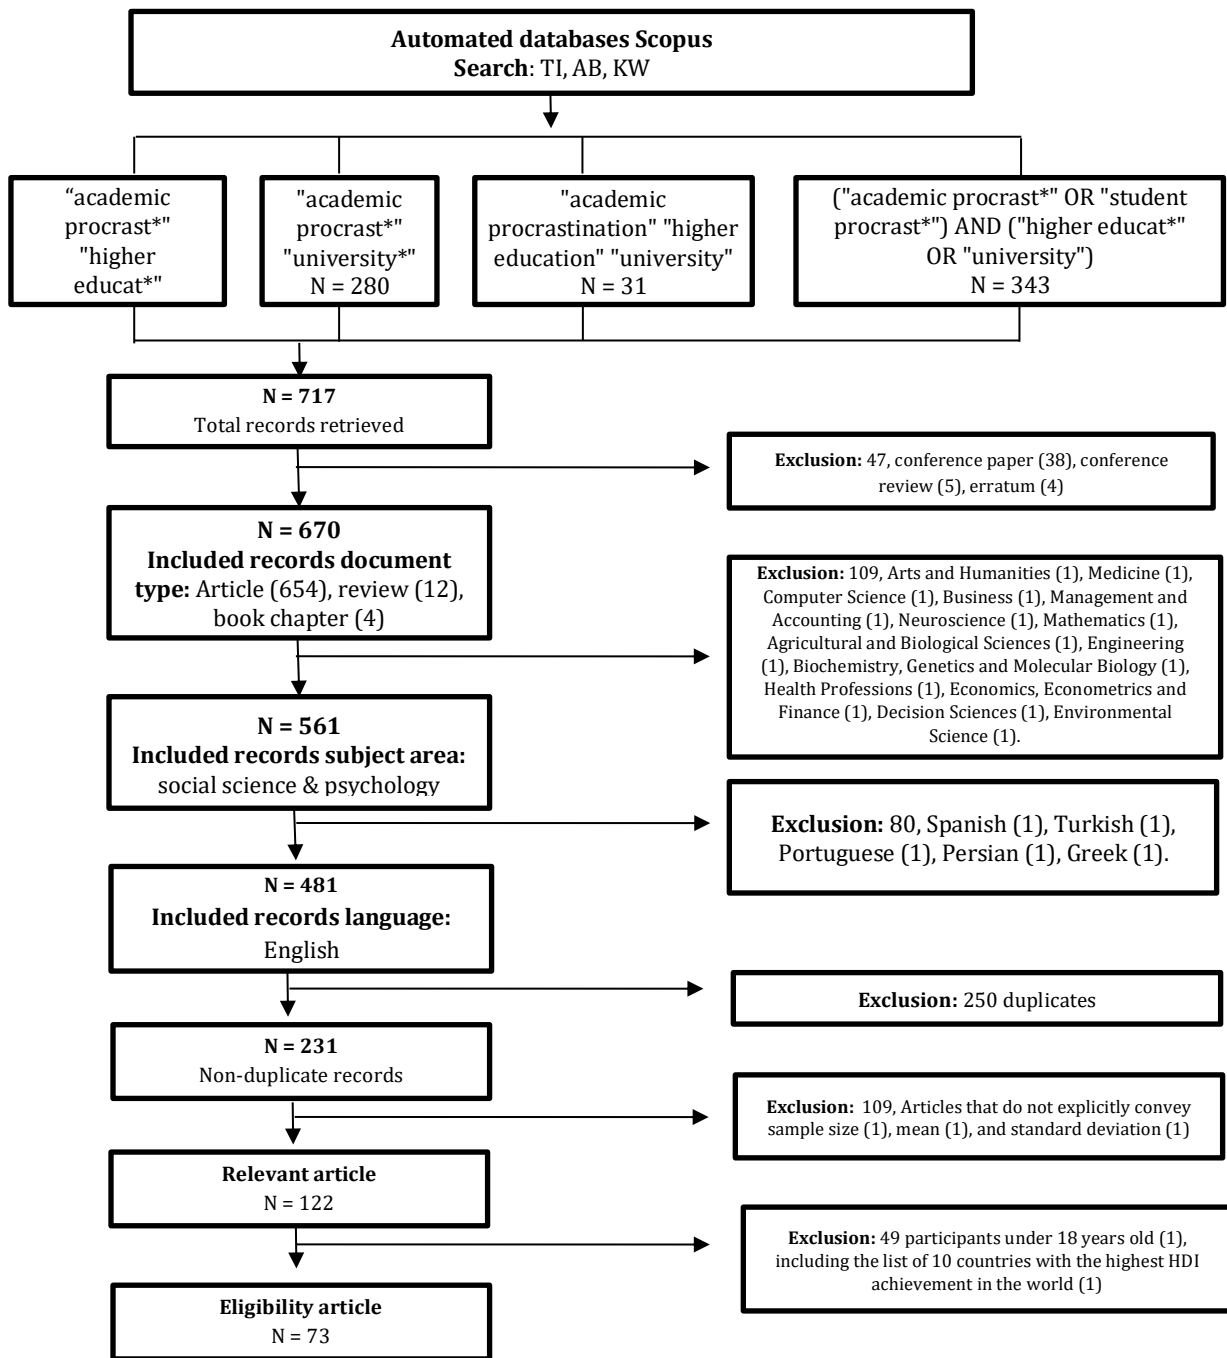 Automated databases Scopus
Search: TI, AB, KW
“academic
procrast*"
"higher
educat*"
"academic
procrast*"
"university*"
N = 280
"academic
procrastination" "higher
education" "university"
N = 31
("academic procrast*" OR "student
procrast*") AND ("higher educat*"
OR "university")
N = 343
N = 717
Total records retrieved
Exclusion: 47, conference paper (38), conference
review (5), erratum (4)
N = 670
Included records document
type: Article (654), review (12),
book chapter (4)
Exclusion: 109, Arts and Humanities (1), Medicine (1),
Computer Science (1), Business (1), Management and
Accounting (1), Neuroscience (1), Mathematics (1),
Agricultural and Biological Sciences (1), Engineering
(1), Biochemistry, Genetics and Molecular Biology (1),
Health Professions (1), Economics, Econometrics and
Finance (1), Decision Sciences (1), Environmental
Science (1).
N = 561
Included records subject area:
social science & psychology
Exclusion: 80, Spanish (1), Turkish (1),
Portuguese (1), Persian (1), Greek (1).
N = 481
Included records language:
English
Exclusion: 250 duplicates
N = 231
Non-duplicate records
Exclusion: 109, Articles that do not explicitly convey
sample size (1), mean (1), and standard deviation (1)
Relevant article
N = 122
Exclusion: 49 participants under 18 years old (1),
including the list of 10 countries with the highest HDI
achievement in the world (1)
Eligibility article
N = 73